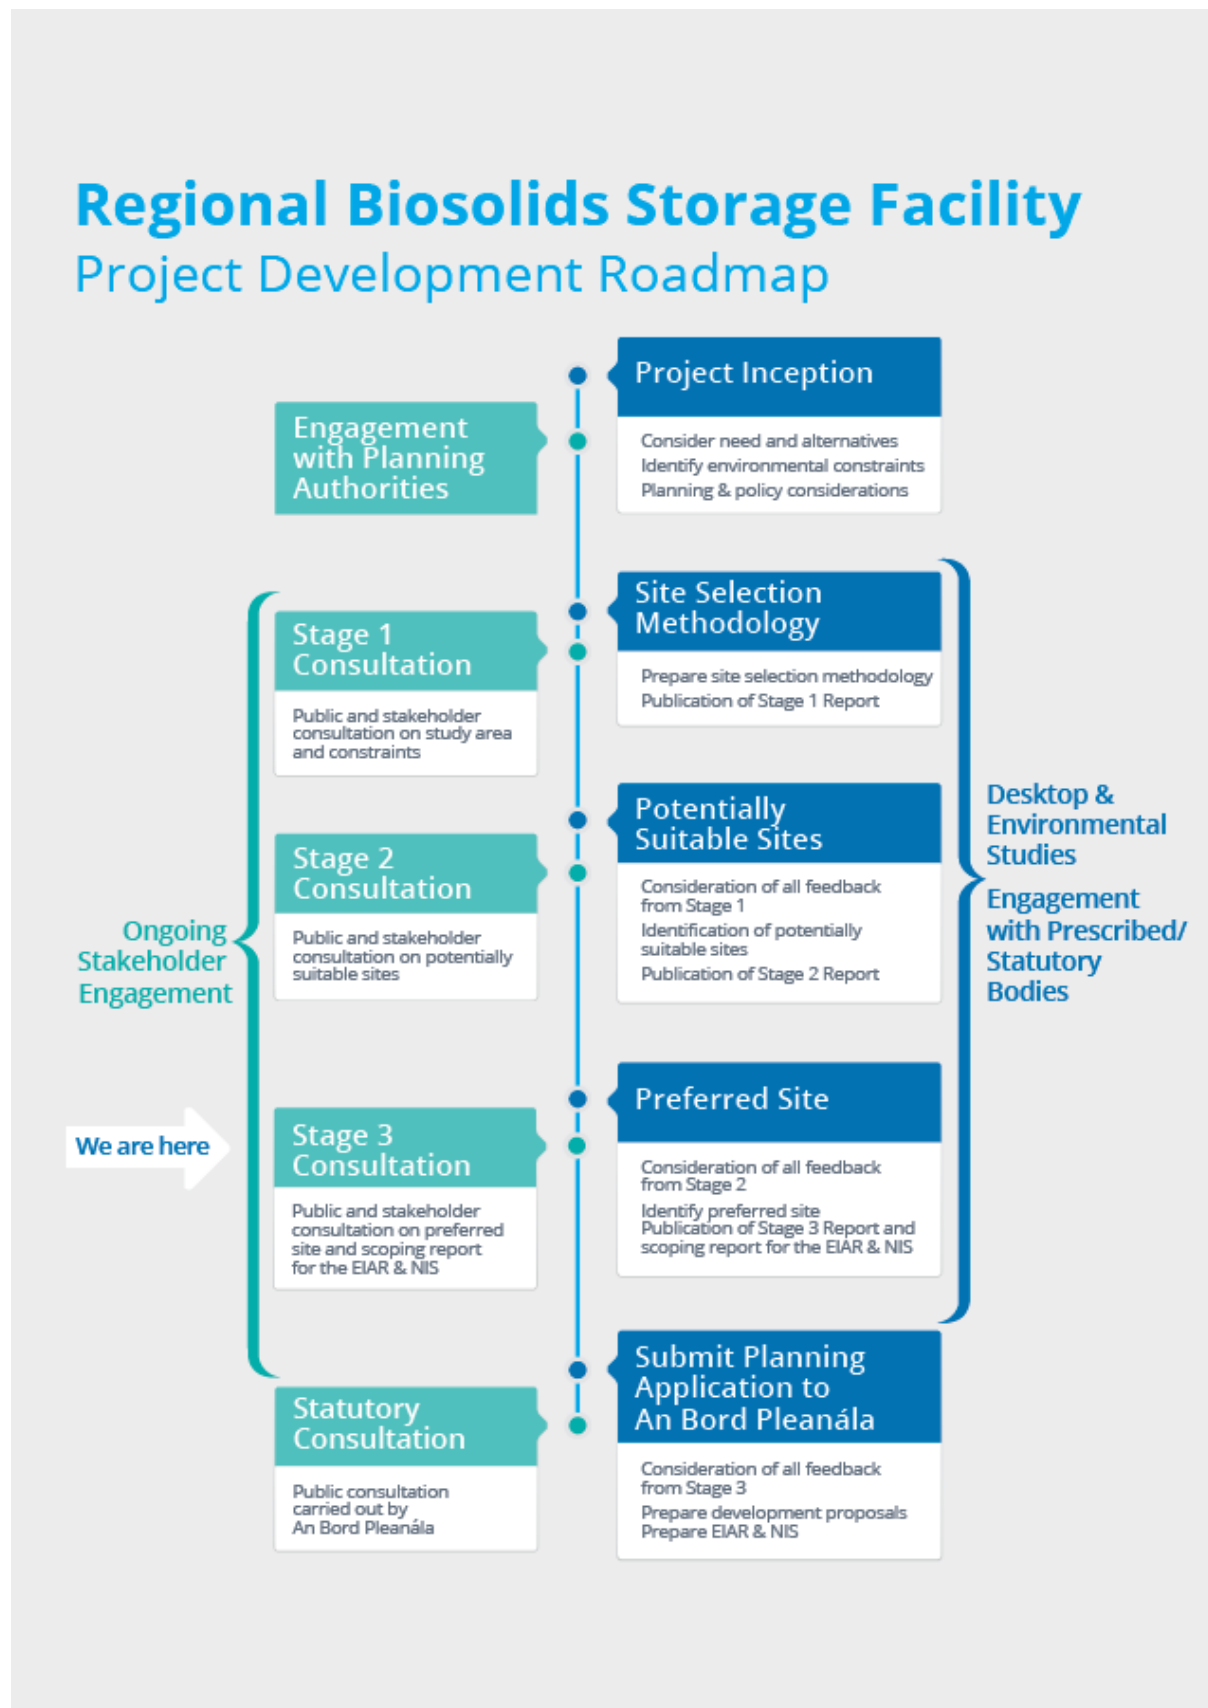 Regional Biosolids Storage Facility
Project Development Roadmap
Project Inception
Consider need and alternatives
Identify environmental constraints
Planning & policy considerations
Engagement
with Planning
Authorities
Site Selection
Methodology
Prepare site selection methodology
Publication of Stage 1 Report
Stage 1
Consultation
Public and stakeholder
consultation on study area
and constraints
Potentially
Suitable Sites
Consideration of all feedback
from Stage 1
Identification of potentially
suitable sites
Publication of Stage 2 Report
Stage 2
Consultation
Public and stakeholder
consultation on potentially
suitable sites
Ongoing
Stakeholder
Engagement
Desktop &
Environmental
Studies
Engagement
with Prescribed/
Statutory
Bodies
Preferred Site
Consideration of all feedback
from Stage 2
Identify preferred site
Publication of Stage 3 Report and
scoping report for the EIAR & NIS
We are here
Stage 3
Consultation
Public and stakeholder
consultation on preferred
site and scoping report
for the EIAR & NIS
Submit Planning
Application to
An Bord Pleanála
Consideration of all feedback
from Stage 3
Prepare development proposals
Prepare EIAR & NIS
Statutory
Consultation
Public consultation
carried out by
An Bord Pleanála